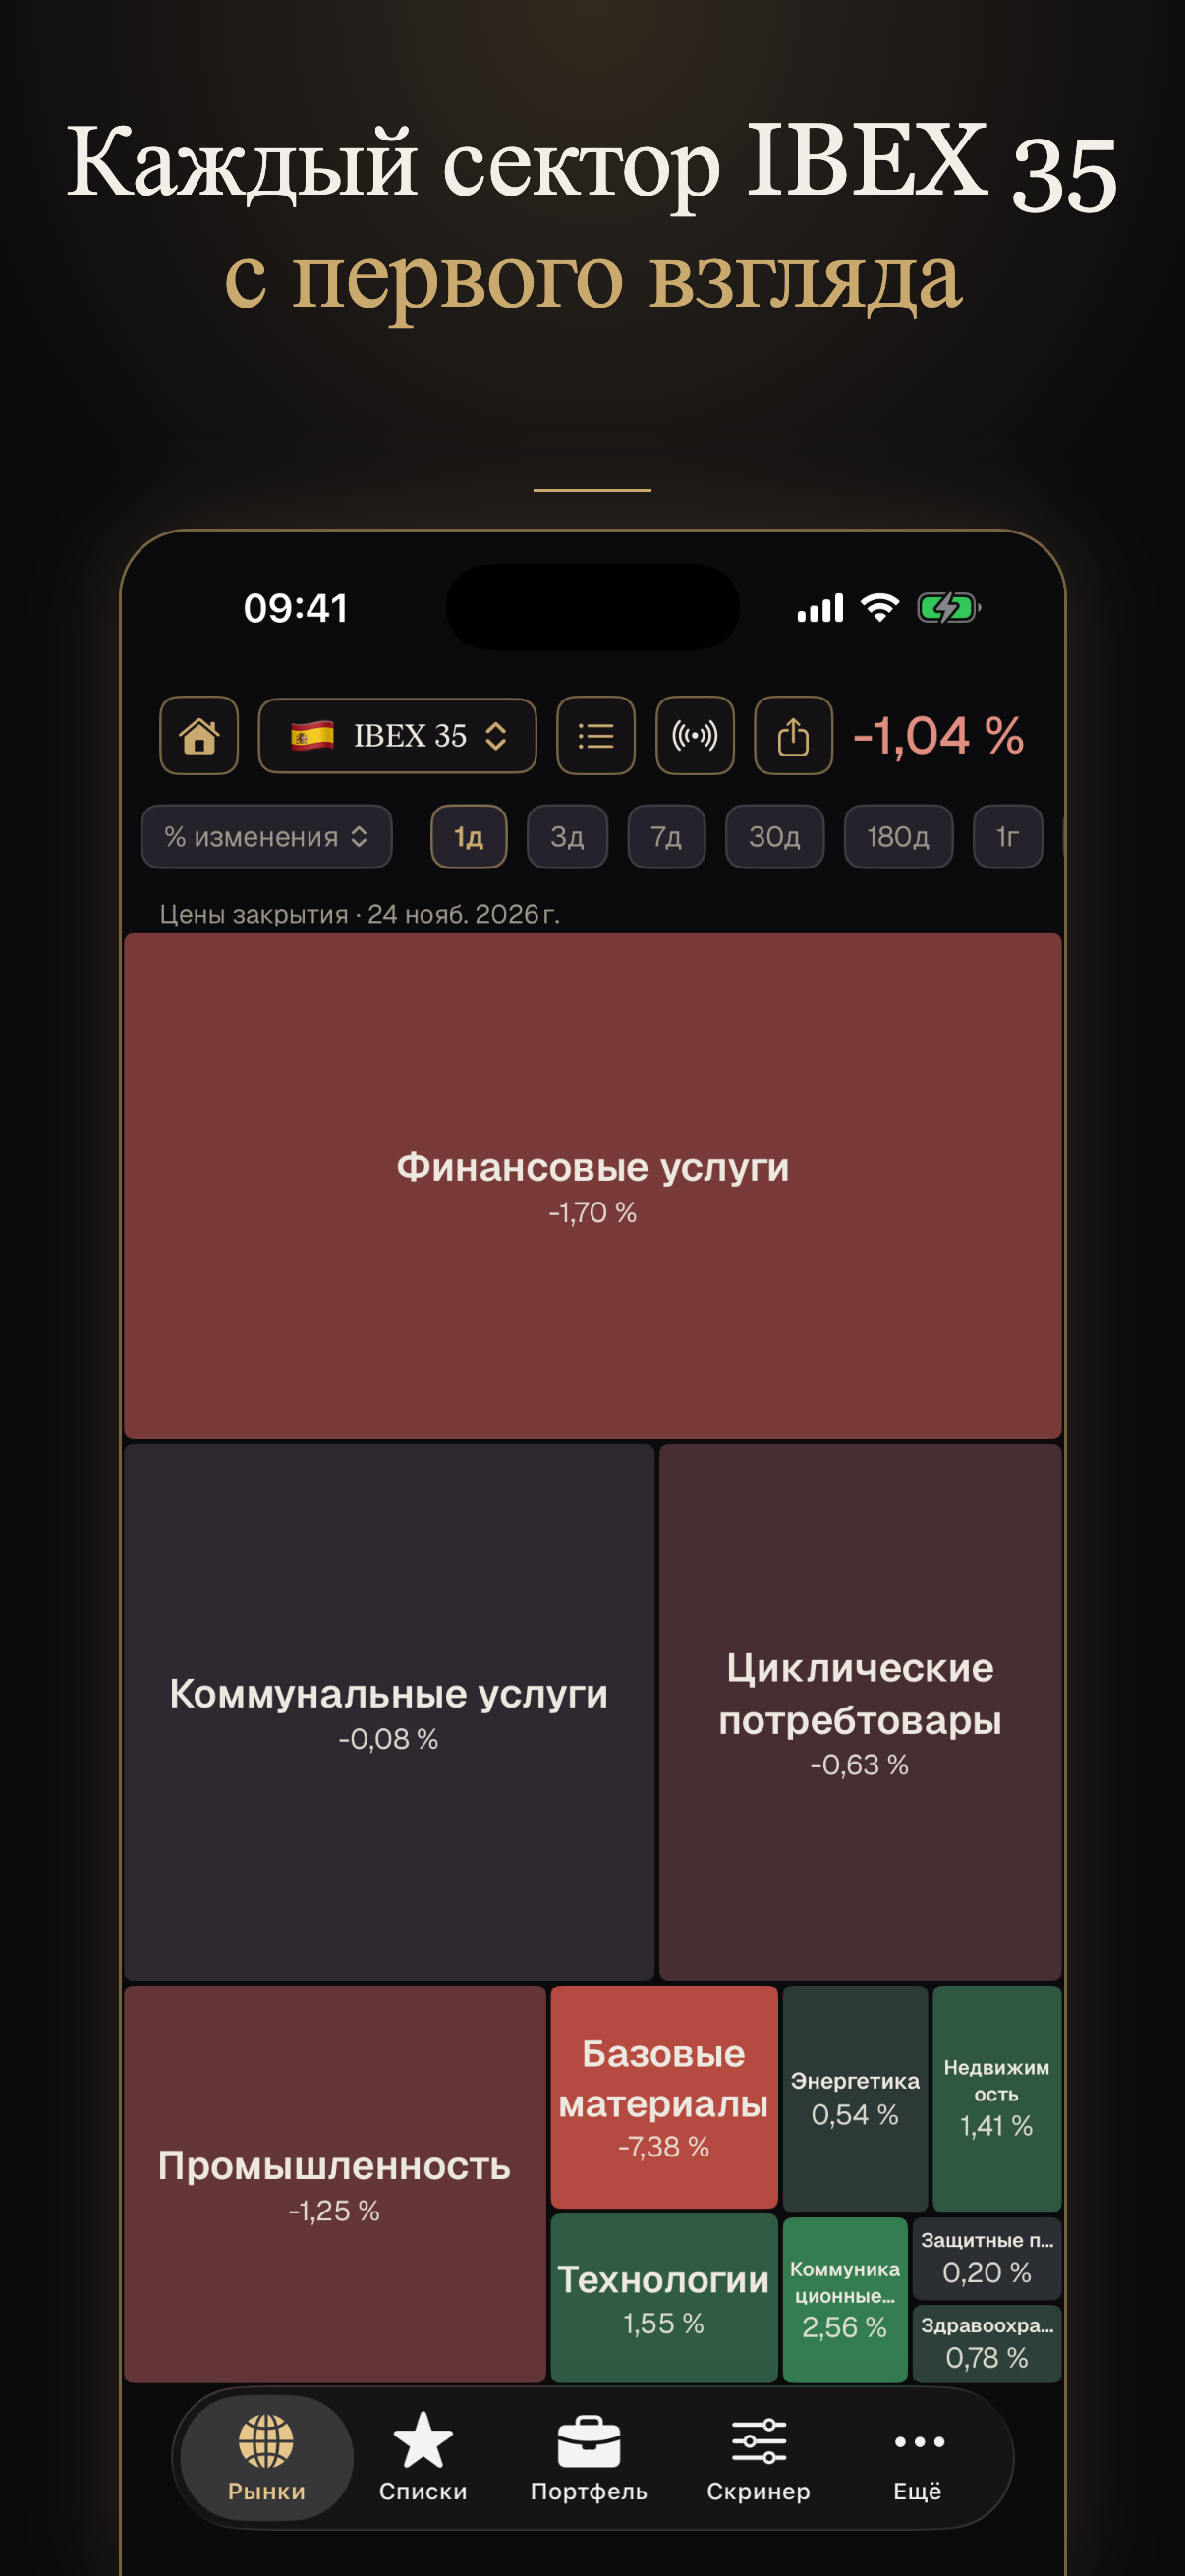 Каждый сектор IBEX 35
с первого взгляда
09:41
IBEX 35
-1,04 %
% изменения
1д
3д
7д
30д
180д
1г
Цены закрытия · 24 нояб. 2026 г.
Финансовые услуги
-1,70 %
Коммунальные услуги
-0,08 %
Циклические
потребтовары
-0,63 %
Промышленность
-1,25 %
Базовые
материалы
-7,38 %
Энергетика
0,54 %
Недвижим
ость
1,41 %
Технологии
1,55 %
Коммуника
ционные...
2,56 %
Защитные п...
0,20 %
Здравоохра...
0,78 %
Рынки
Списки
Портфель
Скринер
Ещё